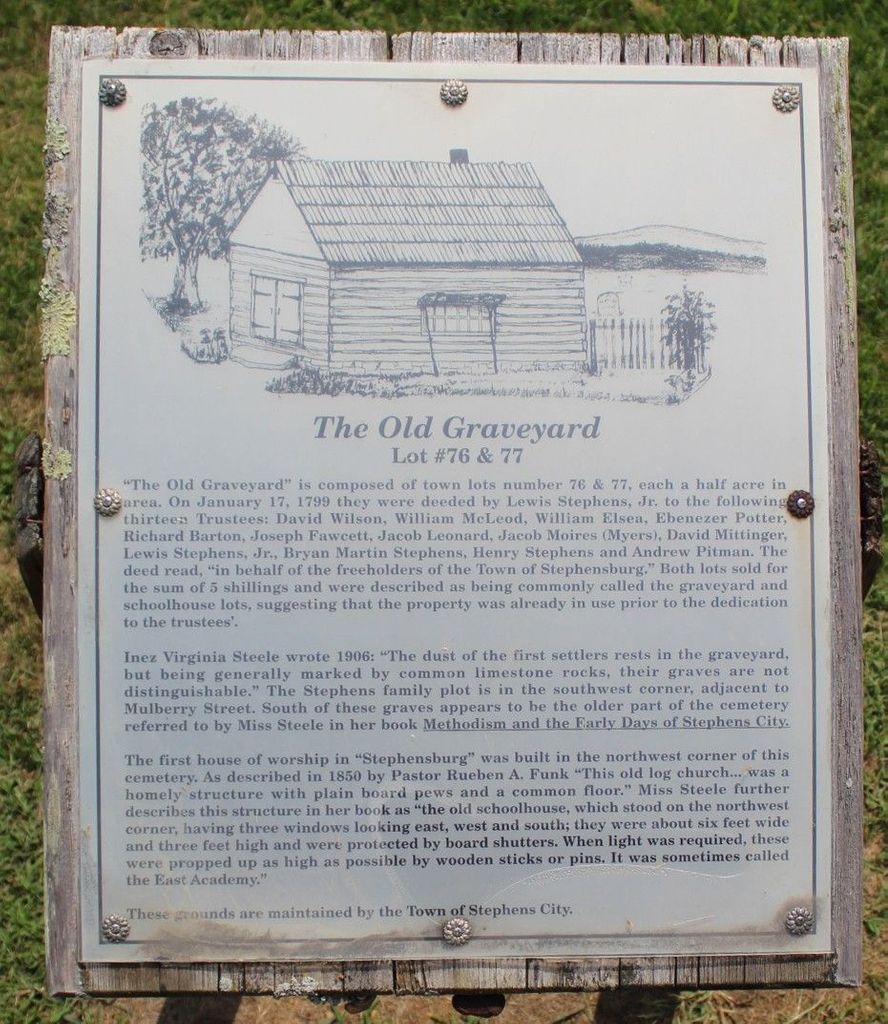 The Old Graveyard
Lot #76 & 77
"The Old Graveyard" is composed of town lots number 76 & 77, each a half acre in
area. On January 17, 1799 they were deeded by Lewis Stephens, Jr. to the following
thirteen Trustees: David Wilson, William McLeod, William Elsea, Ebenezer Potter,
Richard Barton, Joseph Fawcett, Jacob Leonard, Jacob Moires (Myers), David Mittinger,
Lewis Stephens, Jr., Bryan Martin Stephens, Henry Stephens and Andrew Pitman. The
deed read, "in behalf of the freeholders of the Town of Stephensburg." Both lots sold for
the sum of 5 shillings and were described as being commonly called the graveyard and
schoolhouse lots, suggesting that the property was already in use prior to the dedication
to the trustees'.
Inez Virginia Steele wrote 1906: "The dust of the first settlers rests in the graveyard,
but being generally marked by common limestone rocks, their graves are not
distinguishable." The Stephens family plot is in the southwest corner, adjacent to
Mulberry Street. South of these graves appears to be the older part of the cemetery
referred to by Miss Steele in her book Methodism and the Early Days of Stephens City.
The first house of worship in "Stephensburg" was built in the northwest corner of this
cemetery. As described in 1850 by Pastor Rueben A. Funk "This old log church... was a
homely structure with plain board pews and a common floor." Miss Steele further
describes this structure in her book as "the old schoolhouse, which stood on the northwest
corner, having three windows looking east, west and south; they were about six feet wide
and three feet high and were protected by board shutters. When light was required, these
were propped up as high as possible by wooden sticks or pins. It was sometimes called
the East Academy."
These grounds are maintained by the Town of Stephens City.